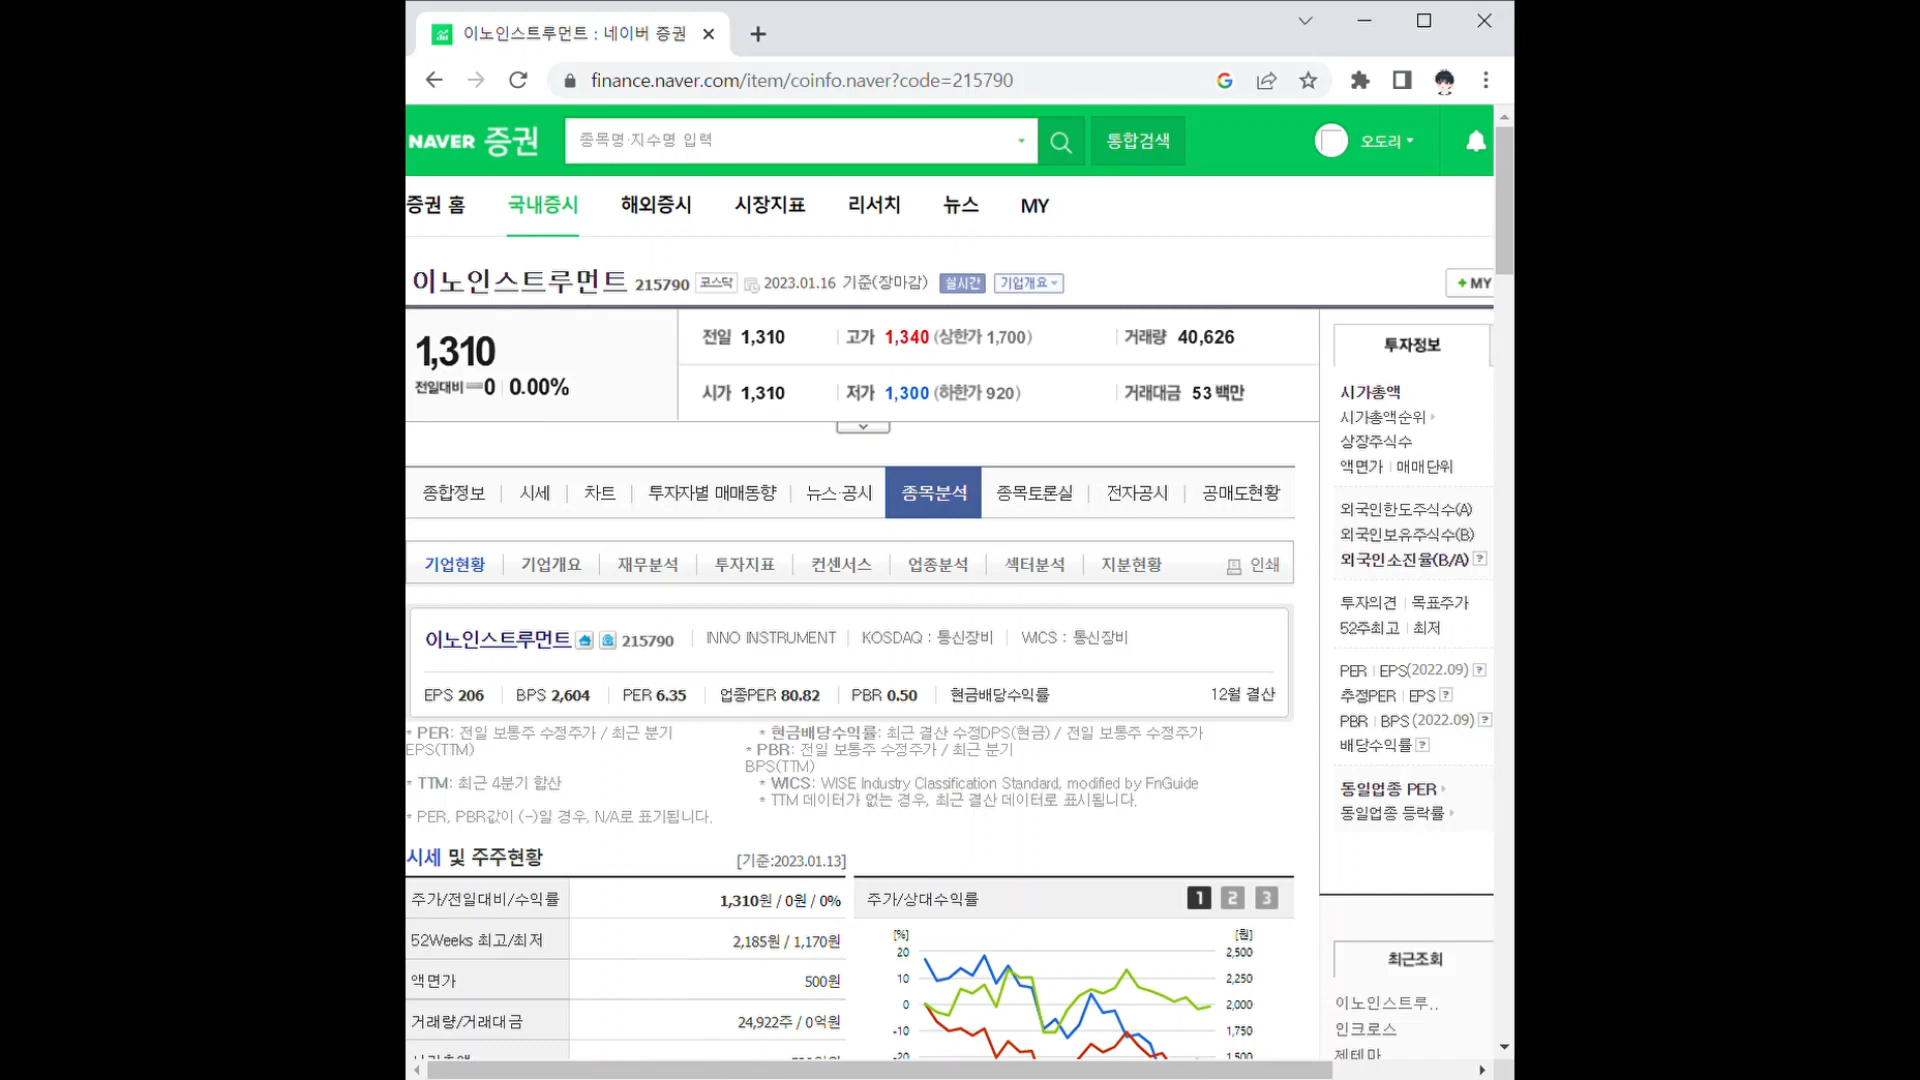 이노인스트루먼트 : 네이버 증권
finance.naver.com/item/coinfo.naver?code=215790
NAVER 증권 종목명·지수명 입력 통합검색 오도리
증권 홈 국내증시 해외증시 시장지표 리서치 뉴스 MY
이노인스트루먼트 215790 코스닥 2023.01.16 기준(장마감) 실시간 기업개요 + MY
1,310
전일대비 0 0.00%
전일 1,310 고가 1,340 (상한가 1,700) 거래량 40,626
시가 1,310 저가 1,300 (하한가 920) 거래대금 53 백만
종합정보 시세 차트 투자자별 매매동향 뉴스·공시 종목분석 종목토론실 전자공시 공매도현황
기업현황 기업개요 재무분석 투자지표 컨센서스 업종분석 섹터분석 지분현황 인쇄
이노인스트루먼트 215790 INNO INSTRUMENT KOSDAQ : 통신장비 WICS : 통신장비
EPS 206 BPS 2,604 PER 6.35 업종PER 80.82 PBR 0.50 현금배당수익률 12월 결산
* PER: 전일 보통주 수정주가 / 최근 분기
EPS(TTM)
* TTM: 최근 4분기 합산
* PER, PBR값이 (-)일 경우, N/A로 표기됩니다.
* 현금배당수익률: 최근 결산 수정DPS(현금) / 전일 보통주 수정주가
* PBR: 전일 보통주 수정주가 / 최근 분기
BPS(TTM)
* WICS: WISE Industry Classification Standard, modified by FnGuide
* TTM 데이터가 없는 경우, 최근 결산 데이터로 표시됩니다.
시세 및 주주현황 [기준:2023.01.13]
주가/전일대비/수익률 1,310원 / 0원 / 0%
52Weeks 최고/최저 2,185원 / 1,170원
액면가 500원
거래량/거래대금 24,922주 / 0억원
주가/상대수익률 1 2 3
[%] [원]
20 2,500
10 2,250
0 2,000
-10 1,750
-20 1,500
투자정보
시가총액
시가총액순위
상장주식수
액면가 매매단위
외국인한도주식수(A)
외국인보유주식수(B)
외국인소진율(B/A) ?
투자의견 목표주가
52주최고 최저
PER EPS(2022.09) ?
추정PER EPS ?
PBR BPS (2022.09) ?
배당수익률 ?
동일업종 PER
동일업종 등락률
최근조회
이노인스트루..
인크로스
제테마